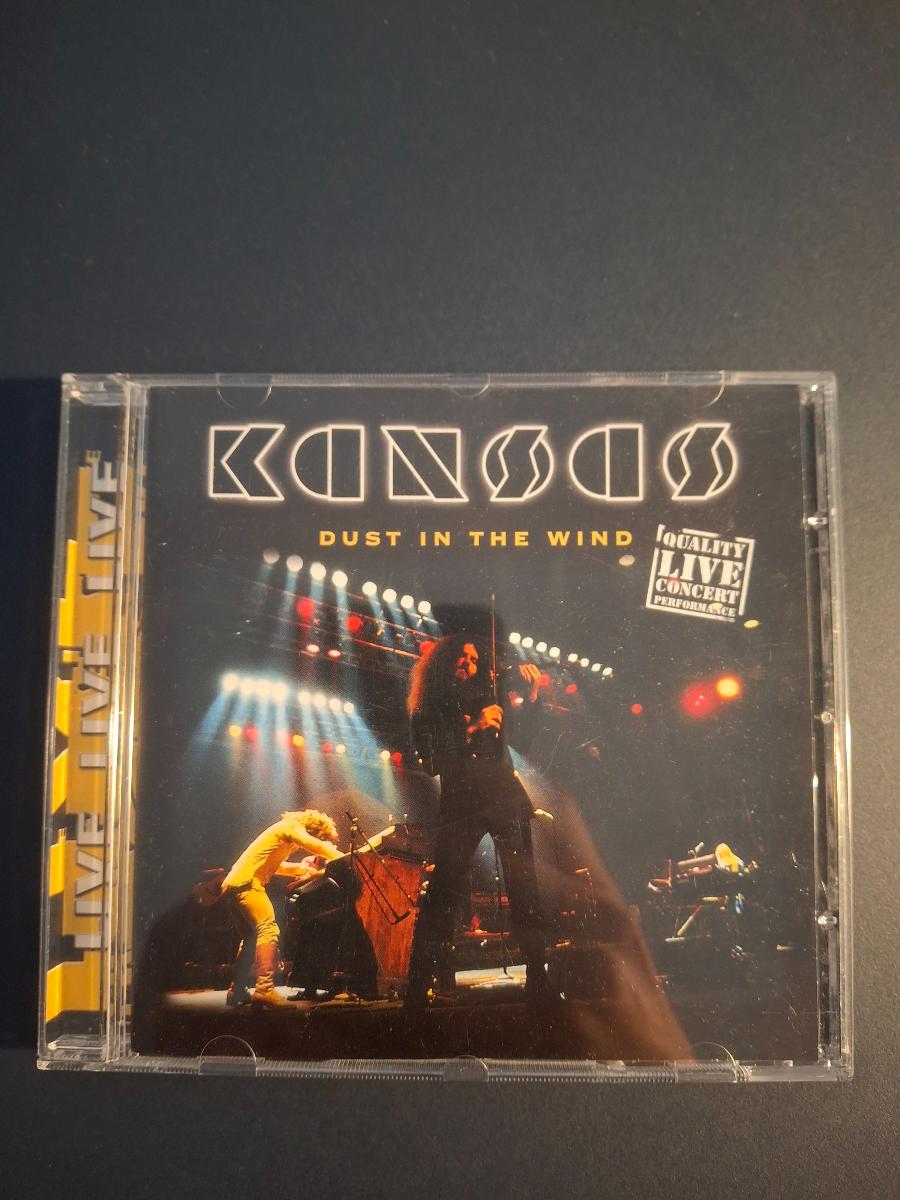 KANSAS
DUST IN THE WIND
QUALITY
LIVE
CONCERT
PERFORMANCE
LIVE LIVE LIVE